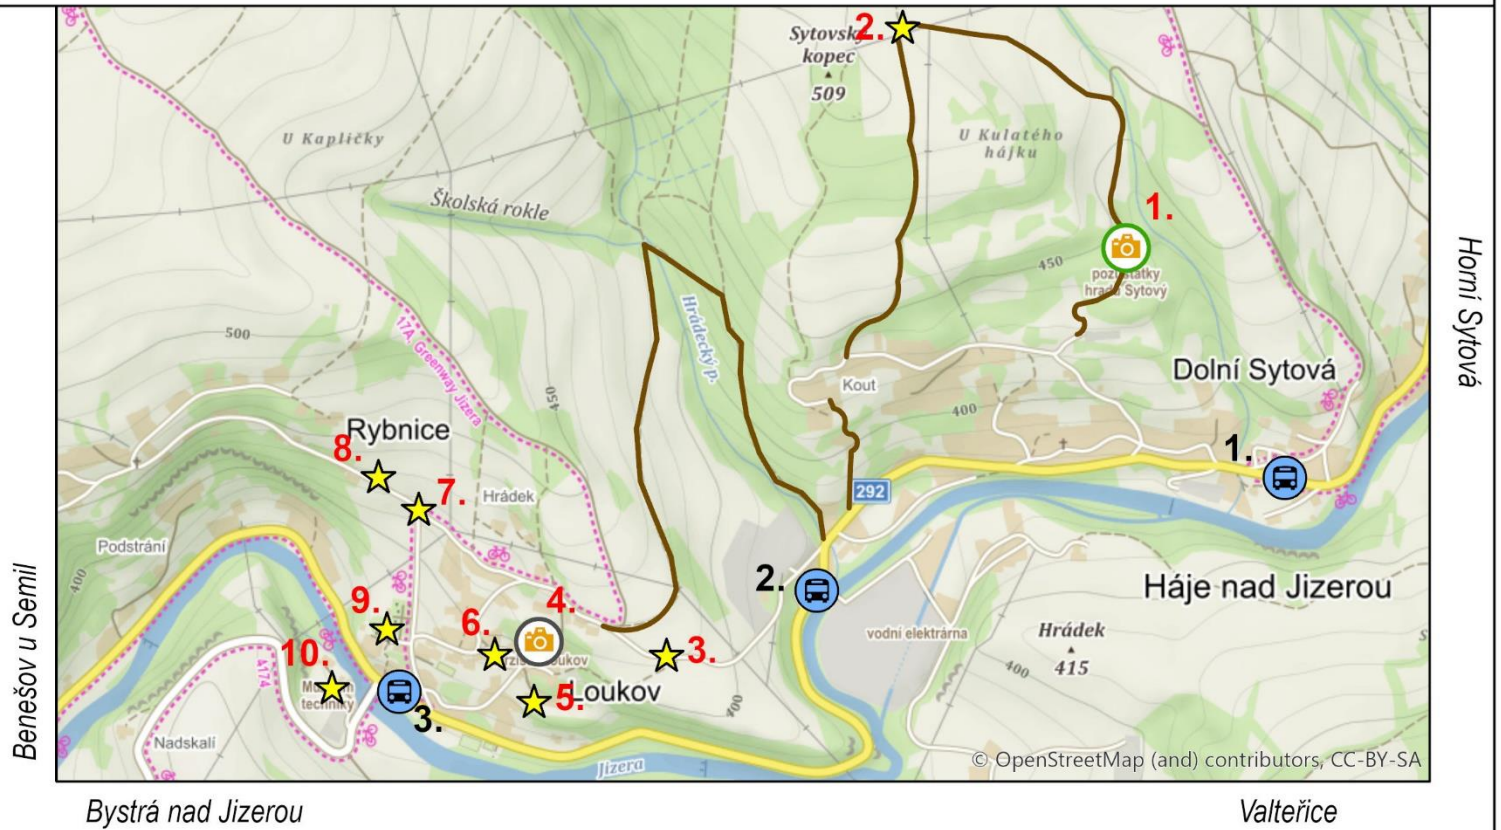 2.
Sytovský
kopec
509
U Kapličky
U Kulatého
hájku
Školská rokle
1.
450
pozůstatky
hradu Sytový
Horní Sytová
500
17A, Greenway Jizera
Hrádecký p.
450
Kout
Dolní Sytová
400
Rybnice
8.
7.
Hrádek
292
1.
Podstrání
400
2.
Háje nad Jizerou
Benešov u Semil
9.
6.
4.
3.
vodní elektrárna
Hrádek
415
400
10.
4174
techniky
5.
Loukov
3.
400
Nadskalí
Jizera
© OpenStreetMap (and) contributors, CC-BY-SA
Bystrá nad Jizerou
Valteřice